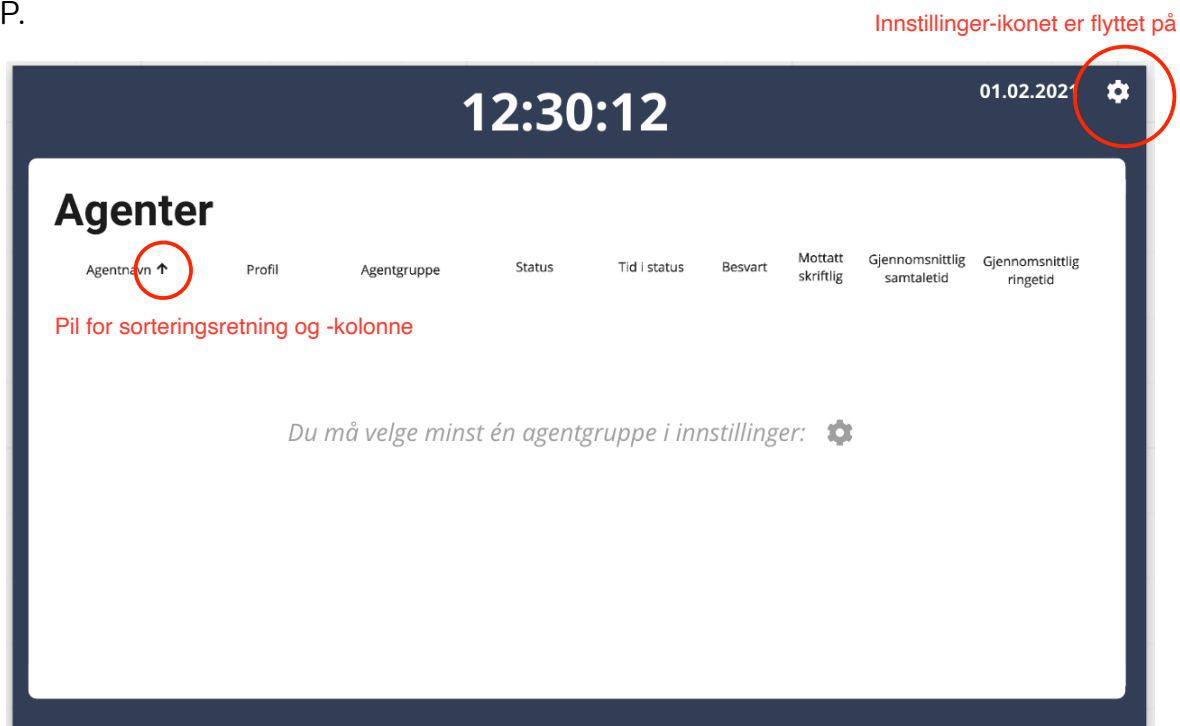 P.
Innstillinger-ikonet er flyttet på
12:30:12
01.02.2021
Agenter
Agentnavn ↑ Profil Agentgruppe Status Tid i status Besvart Mottatt skriftlig Gjennomsnittlig samtaletid Gjennomsnittlig ringetid
Pil for sorteringsretning og -kolonne
Du må velge minst én agentgruppe i innstillinger: